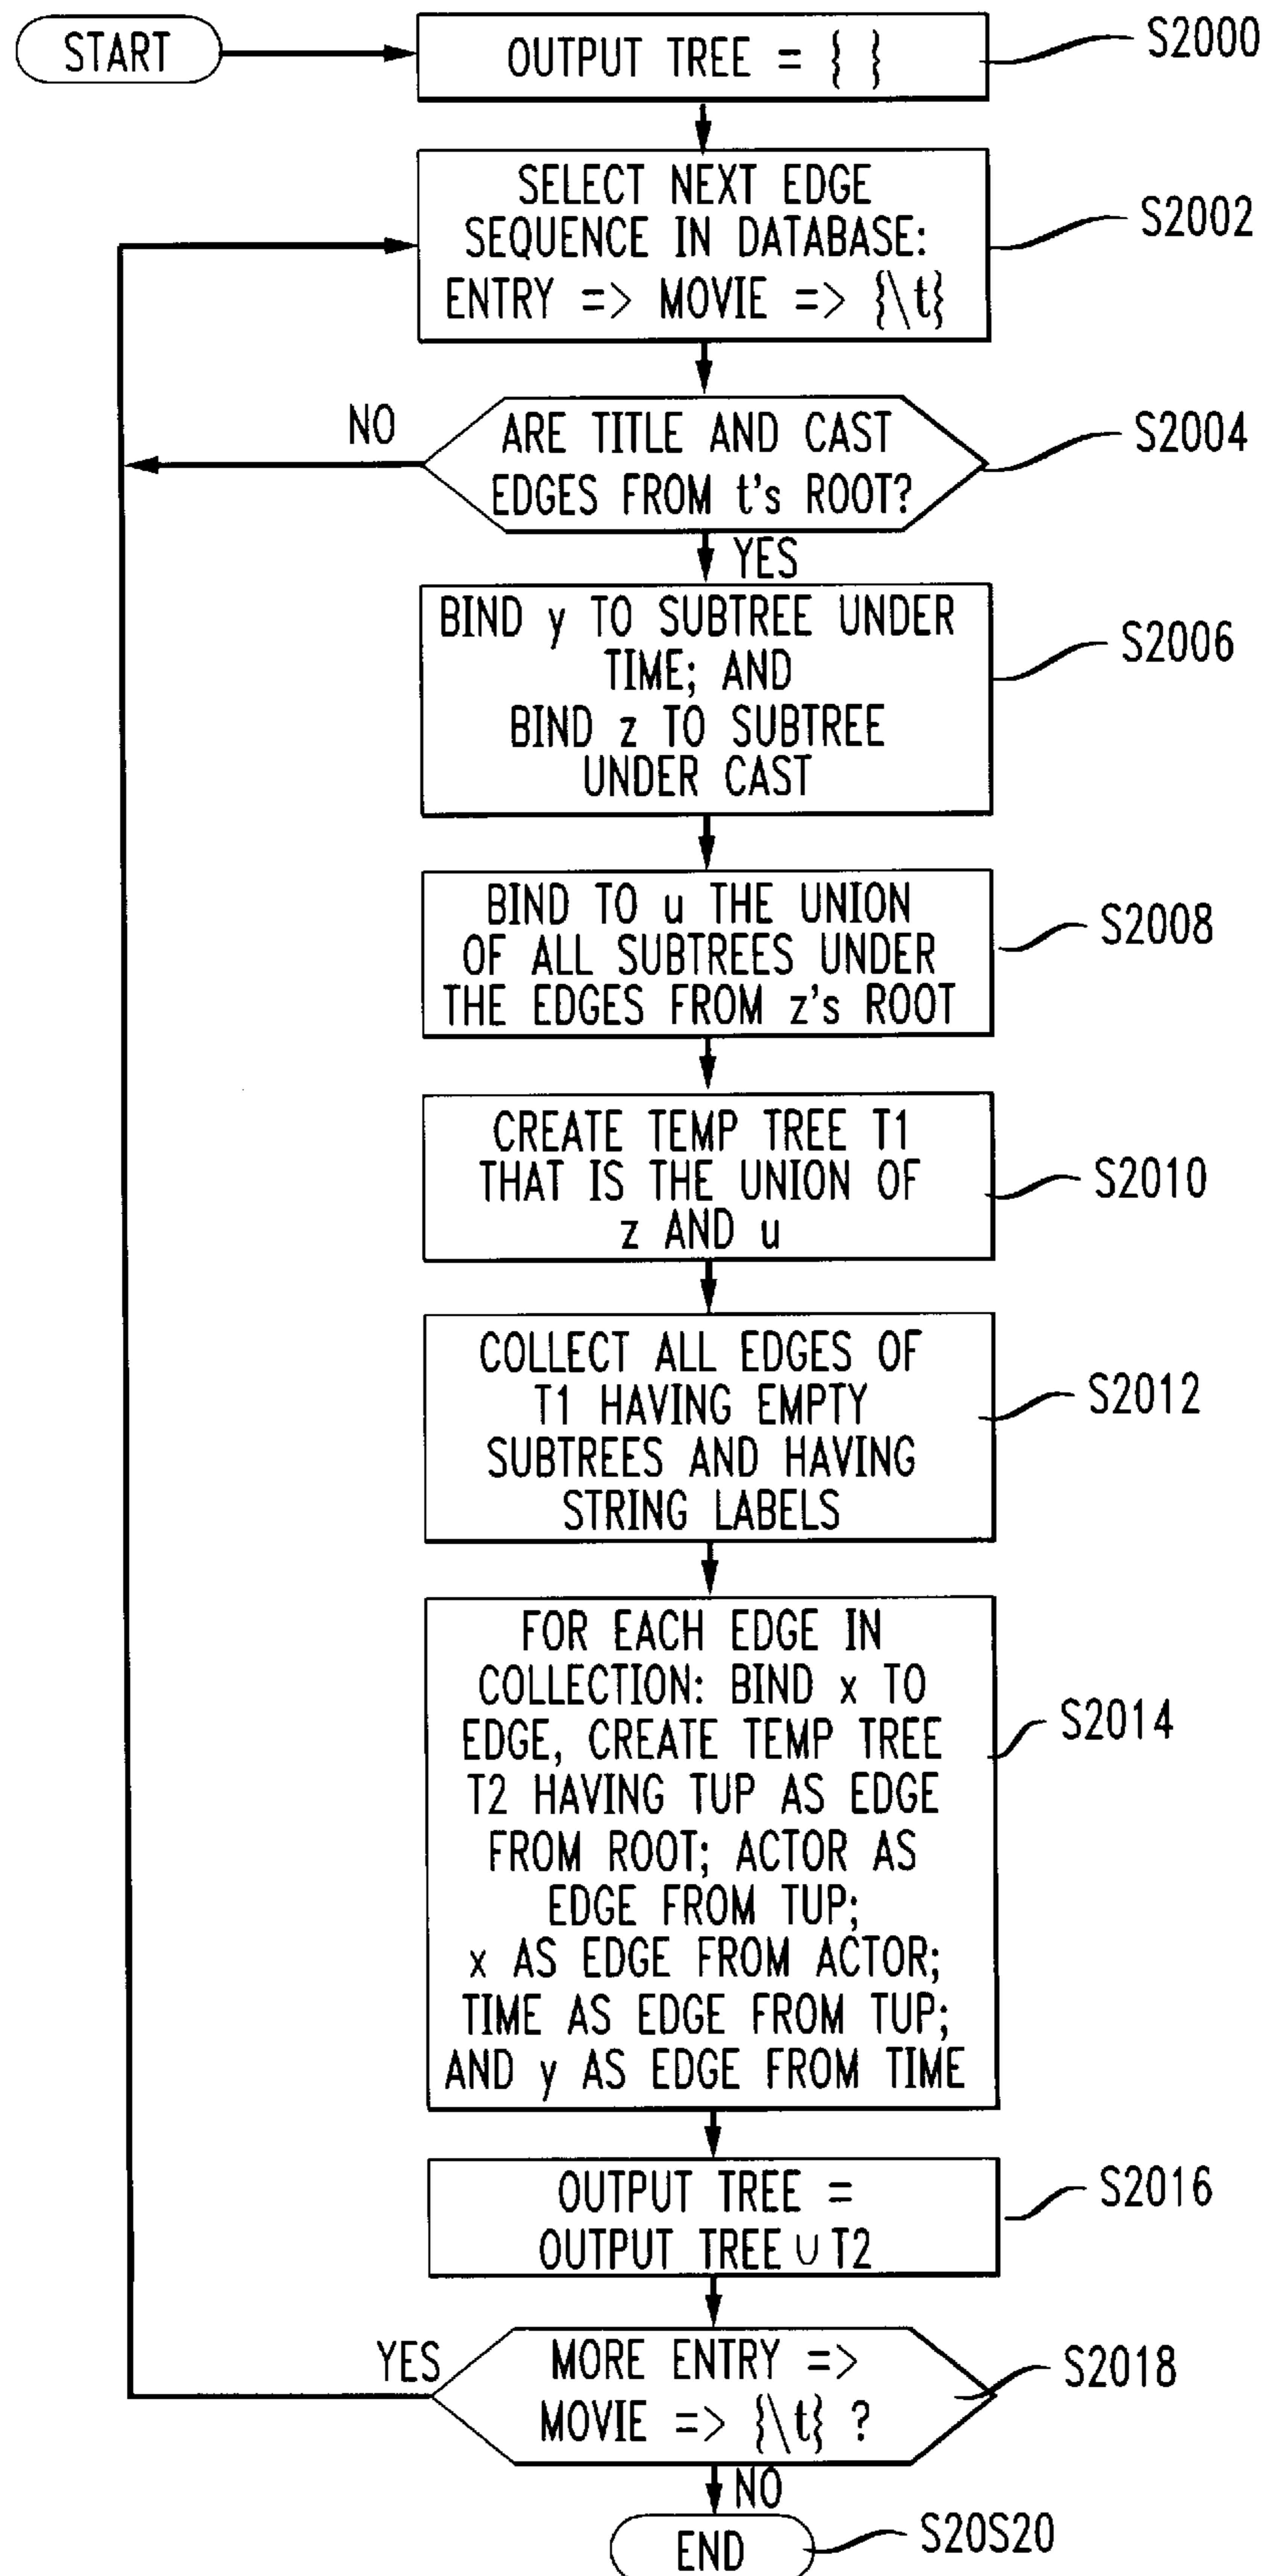 START
OUTPUT TREE = { }
S2000
SELECT NEXT EDGE
SEQUENCE IN DATABASE:
ENTRY => MOVIE => {\t}
S2002
NO
ARE TITLE AND CAST
EDGES FROM t's ROOT?
S2004
YES
BIND y TO SUBTREE UNDER
TIME; AND
BIND z TO SUBTREE
UNDER CAST
S2006
BIND TO u THE UNION
OF ALL SUBTREES UNDER
THE EDGES FROM z's ROOT
S2008
CREATE TEMP TREE T1
THAT IS THE UNION OF
z AND u
S2010
COLLECT ALL EDGES OF
T1 HAVING EMPTY
SUBTREES AND HAVING
STRING LABELS
S2012
FOR EACH EDGE IN
COLLECTION: BIND x TO
EDGE, CREATE TEMP TREE
T2 HAVING TUP AS EDGE
FROM ROOT; ACTOR AS
EDGE FROM TUP;
x AS EDGE FROM ACTOR;
TIME AS EDGE FROM TUP;
AND y AS EDGE FROM TIME
S2014
OUTPUT TREE =
OUTPUT TREE ∪ T2
S2016
YES
MORE ENTRY =>
MOVIE => {\t} ?
S2018
NO
END
S20S20